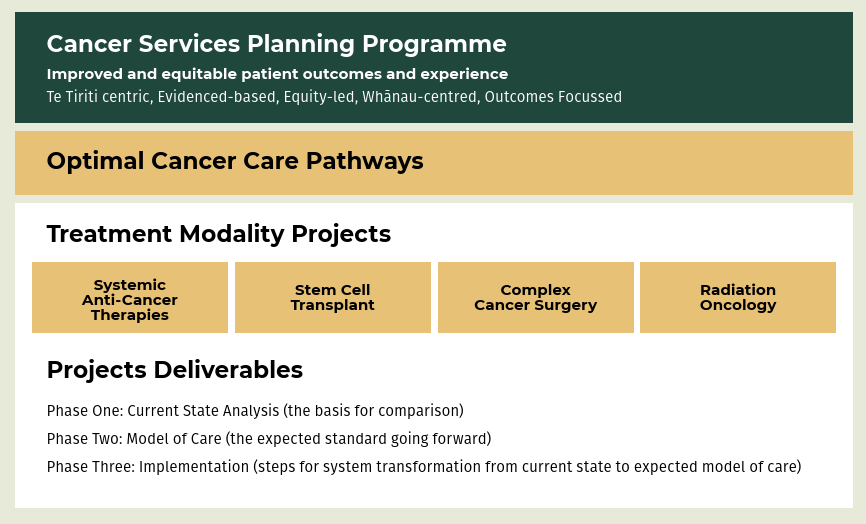 Cancer Services Planning Programme
Improved and equitable patient outcomes and experience
Te Tiriti centric, Evidenced-based, Equity-led, Whānau-centred, Outcomes Focussed
Optimal Cancer Care Pathways
Treatment Modality Projects
Systemic
Anti-Cancer
Therapies
Stem Cell
Transplant
Complex
Cancer Surgery
Radiation
Oncology
Projects Deliverables
Phase One: Current State Analysis (the basis for comparison)
Phase Two: Model of Care (the expected standard going forward)
Phase Three: Implementation (steps for system transformation from current state to expected model of care)